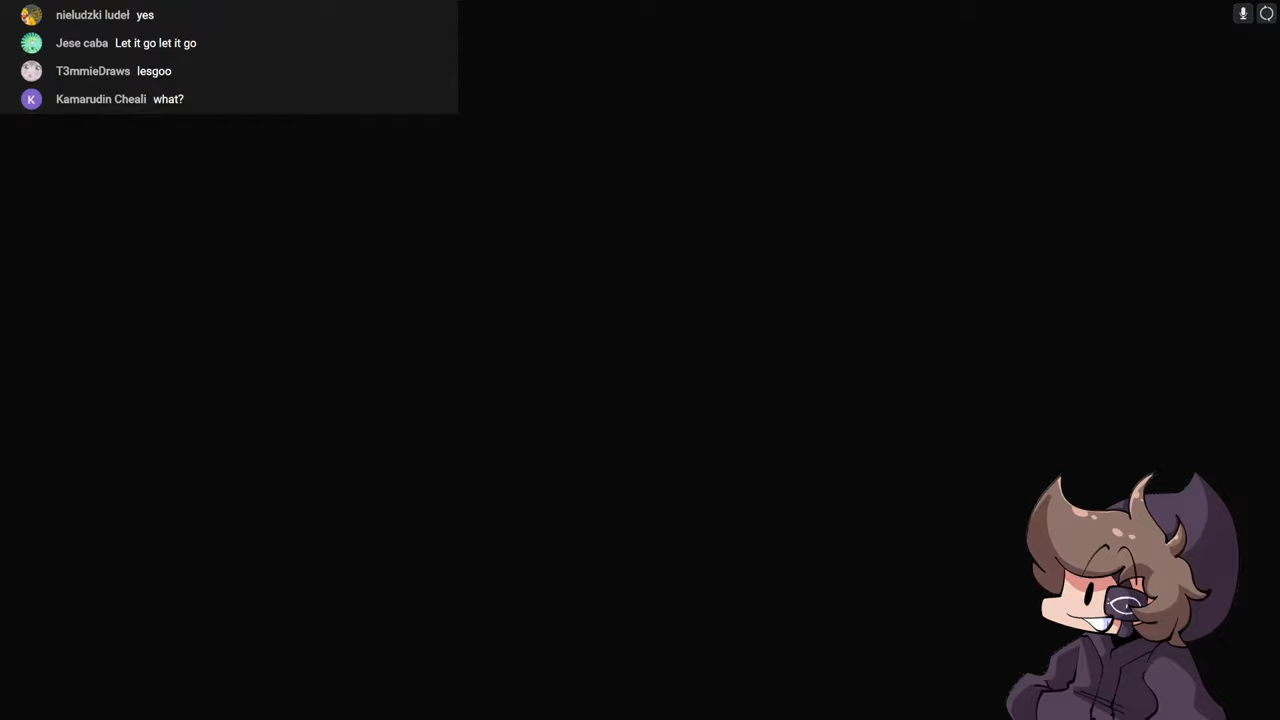 nieludzki ludeł yes
Jese caba Let it go let it go
T3mmieDraws lesgoo
K Kamarudin Cheali what?